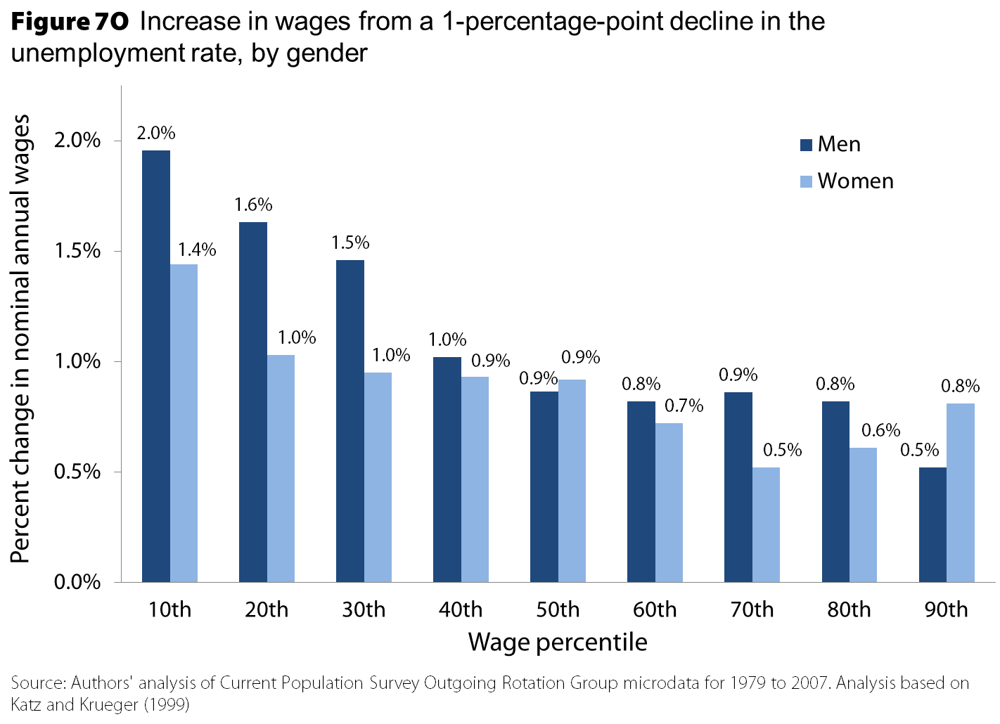 Figure 7O Increase in wages from a 1-percentage-point decline in the
unemployment rate, by gender
Percent change in nominal annual wages
2.0%
1.5%
1.0%
0.5%
0.0%
Men
Women
2.0%
1.4%
1.6%
1.0%
1.5%
1.0%
1.0%
0.9%
0.9%
0.9%
0.8%
0.7%
0.9%
0.5%
0.8%
0.6%
0.5%
0.8%
10th 20th 30th 40th 50th 60th 70th 80th 90th
Wage percentile
Source: Authors' analysis of Current Population Survey Outgoing Rotation Group microdata for 1979 to 2007. Analysis based on
Katz and Krueger (1999)